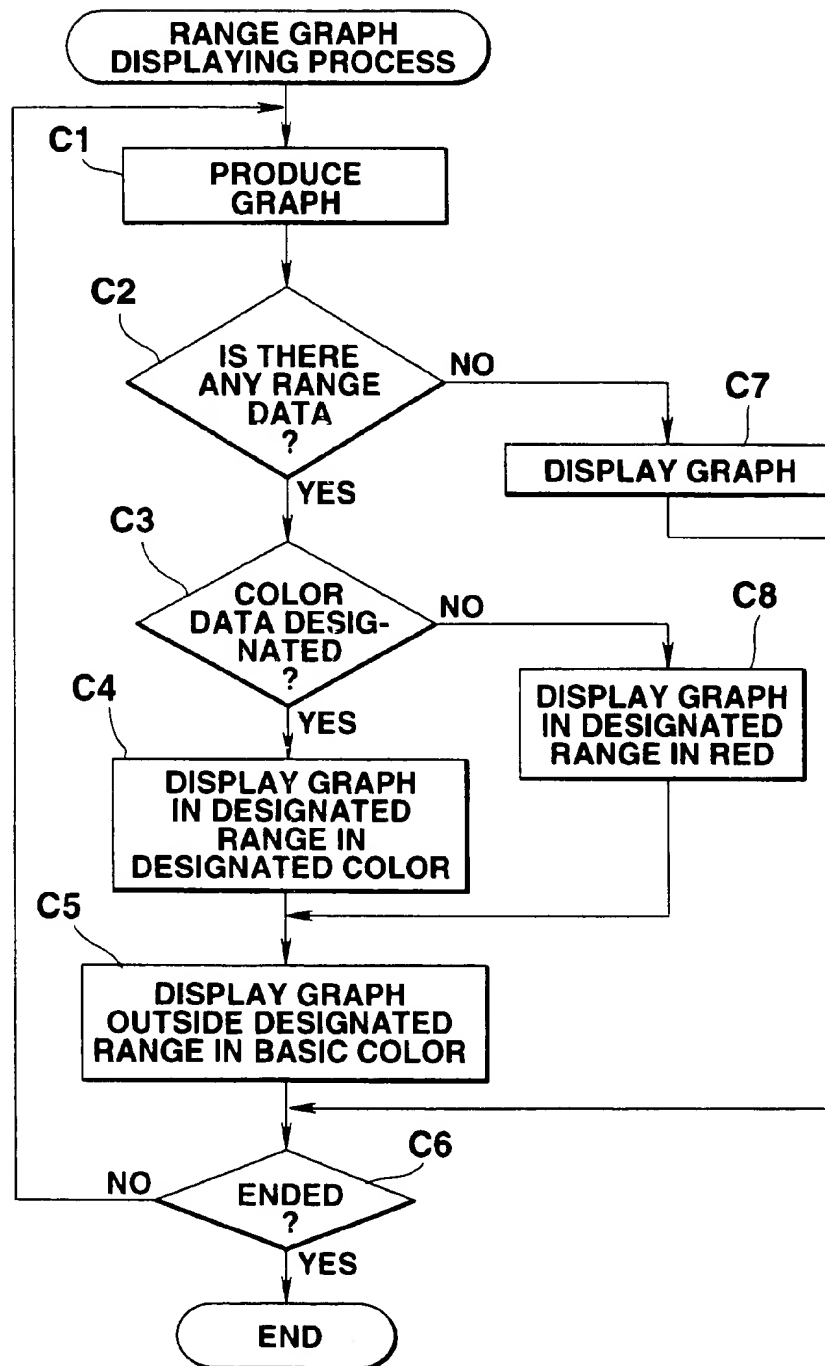 RANGE GRAPH
DISPLAYING PROCESS
C1
PRODUCE
GRAPH
C2
IS THERE
ANY RANGE
DATA
?
NO
YES
C7
DISPLAY GRAPH
C3
COLOR
DATA DESIG-
NATED
?
NO
YES
C8
DISPLAY GRAPH
IN DESIGNATED
RANGE IN RED
C4
DISPLAY GRAPH
IN DESIGNATED
RANGE IN
DESIGNATED COLOR
C5
DISPLAY GRAPH
OUTSIDE DESIGNATED
RANGE IN BASIC COLOR
C6
NO
ENDED
?
YES
END